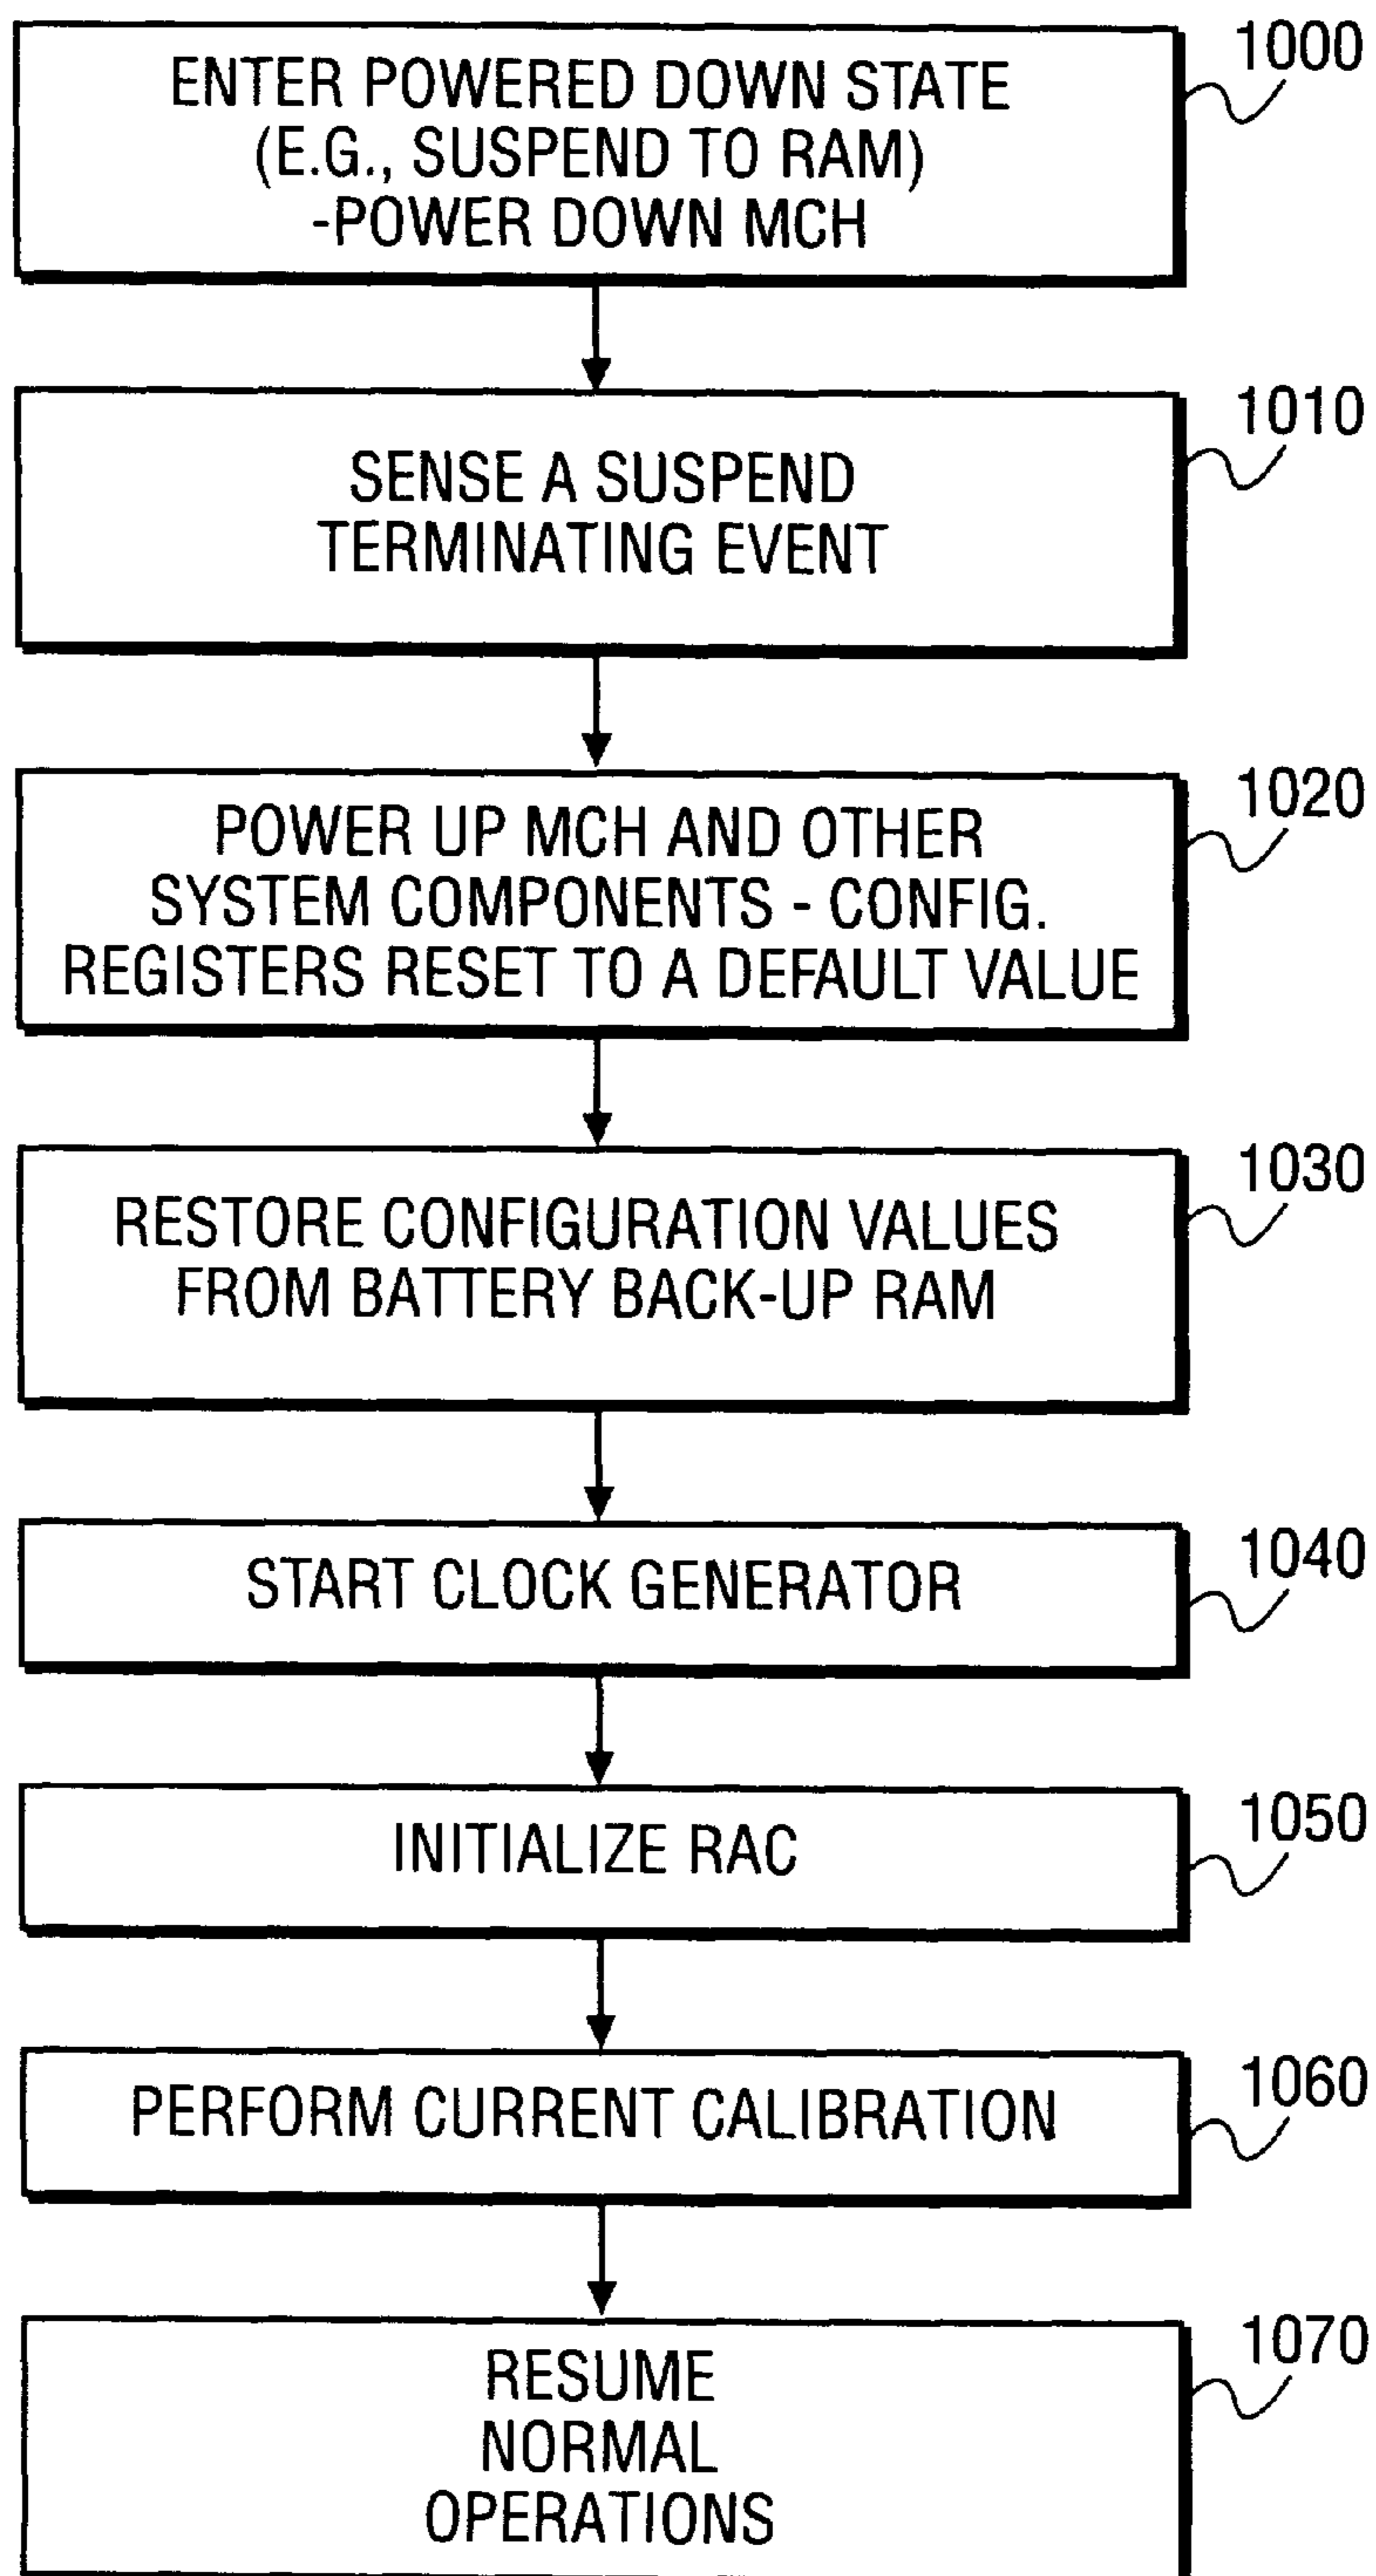 1000
ENTER POWERED DOWN STATE
(E.G., SUSPEND TO RAM)
-POWER DOWN MCH
1010
SENSE A SUSPEND
TERMINATING EVENT
1020
POWER UP MCH AND OTHER
SYSTEM COMPONENTS - CONFIG.
REGISTERS RESET TO A DEFAULT VALUE
1030
RESTORE CONFIGURATION VALUES
FROM BATTERY BACK-UP RAM
1040
START CLOCK GENERATOR
1050
INITIALIZE RAC
1060
PERFORM CURRENT CALIBRATION
1070
RESUME
NORMAL
OPERATIONS